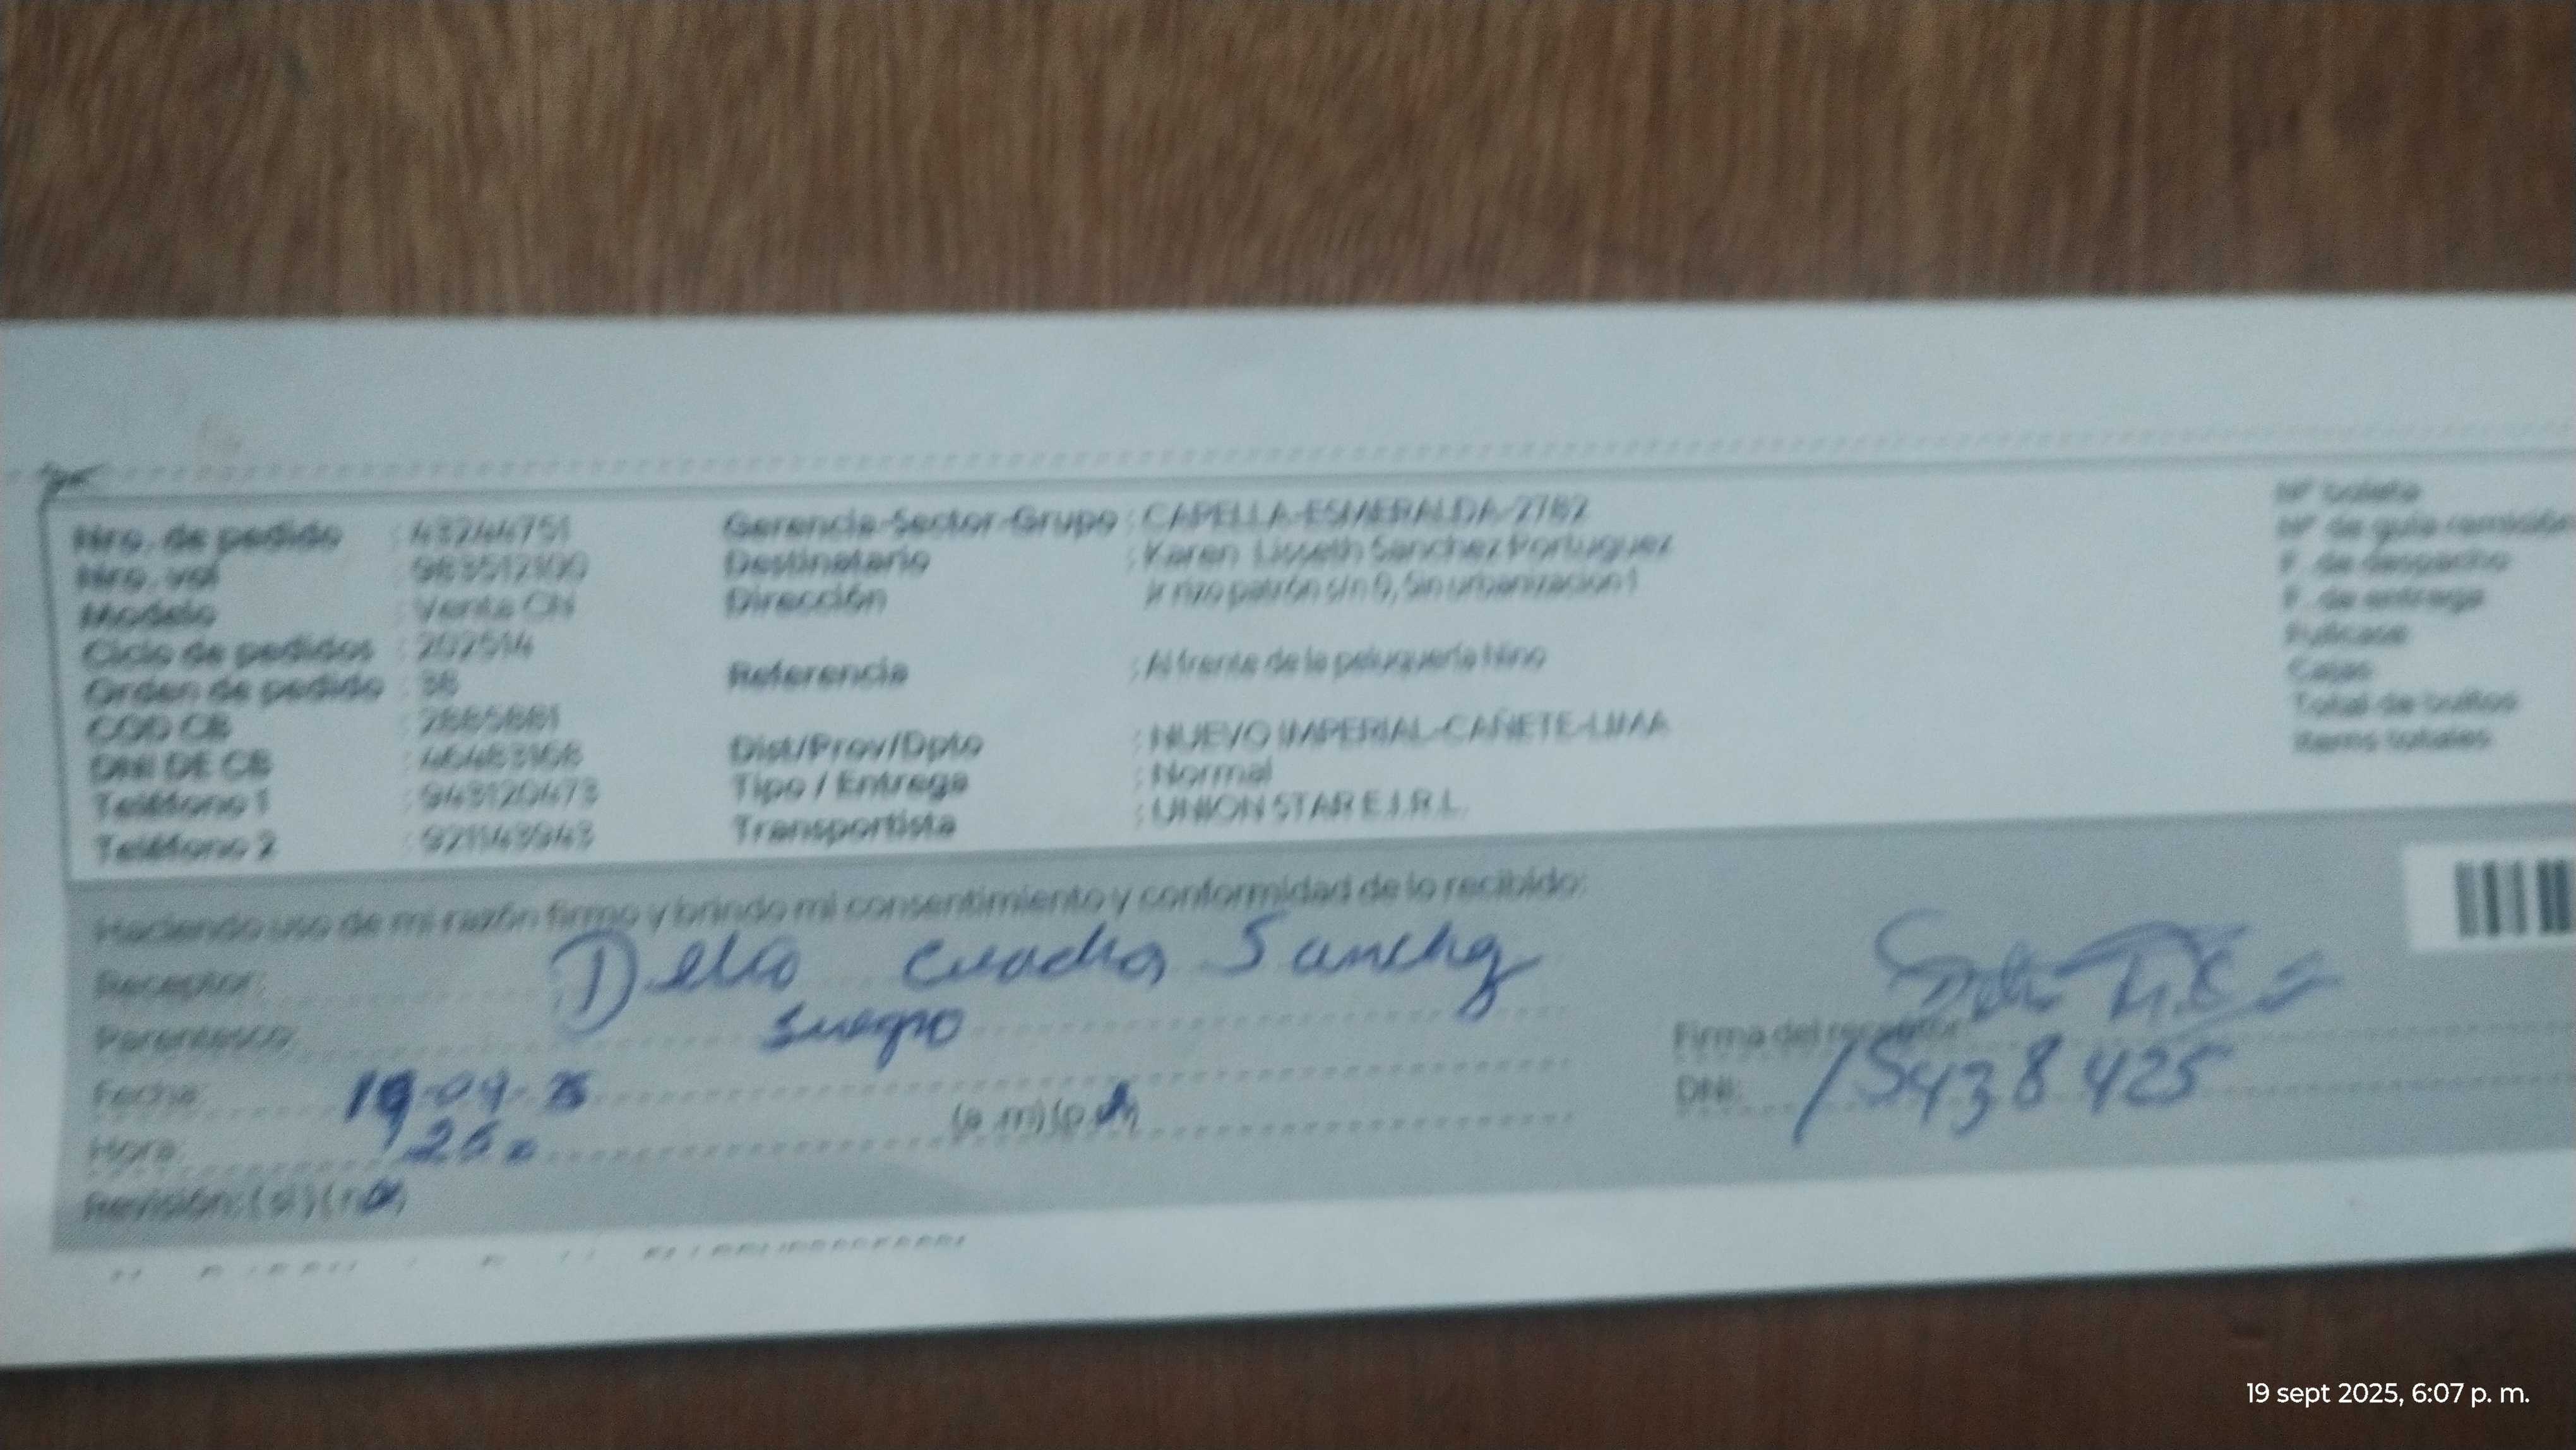 Nro. de pedido : 43244751
Nro. vol : 983512100
Modelo : Venta CN
Ciclo de pedidos : 202514
Orden de pedido : 38
COD CB : 2885881
DNI DE CB : 46483168
Teléfono 1 : 943120473
Teléfono 2 : 921143943
Gerencia-Sector-Grupo : CAPELLA-ESMERALDA-2782
Destinatario : Karen Lisseth Sanchez Portuguez
Dirección : Jr rizo patrón s/n 0, Sin urbanizacion 1
Referencia : Al frente de la peluquería Nino
Dist/Prov/Dpto : NUEVO IMPERIAL-CAÑETE-LIMA
Tipo / Entrega : Normal
Transportista : UNION STAR E.I.R.L.
Nº boleta
Nº de guía remisión
F. de despacho
F. de entrega
Fullcase
Cajas
Total de bultos
Items totales
Haciendo uso de mi razón firmo y brindo mi consentimiento y conformidad de lo recibido:
Receptor: Sanchez
Parentesco: suegro
Fecha: 19-09-
Hora: (a.m)(p.m)
Revisión: (si) (no)
Firma del receptor
DNI: 15438425
19 sept 2025, 6:07 p. m.